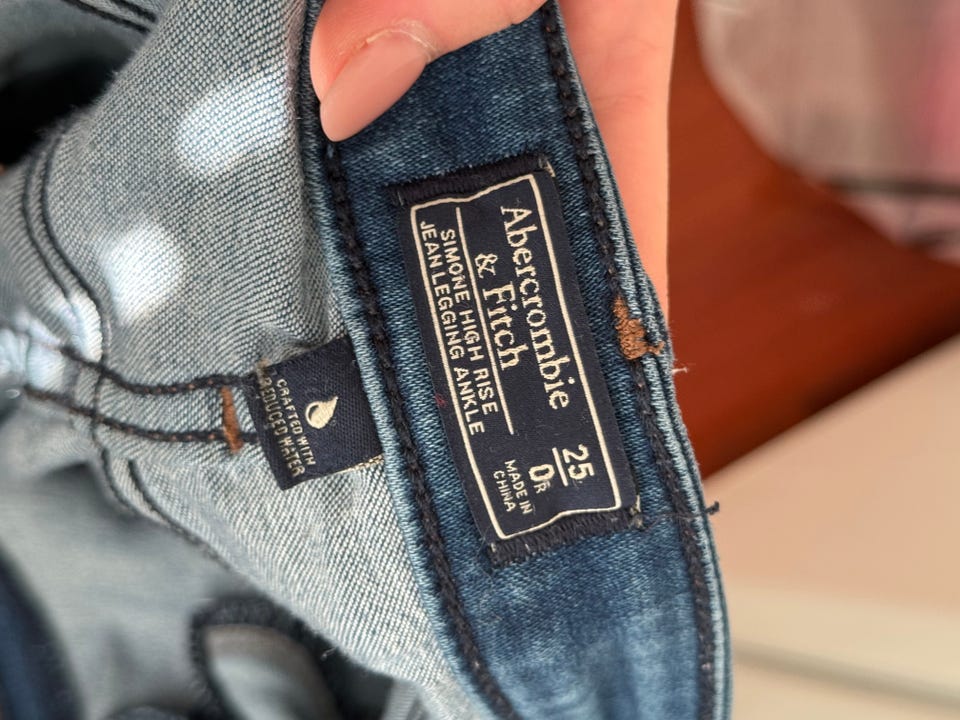 Abercrombie
& Fitch
SIMONE HIGH RISE
JEAN LEGGING ANKLE
25
0R
MADE IN
CHINA
CRAFTED WITH
REDUCED WATER